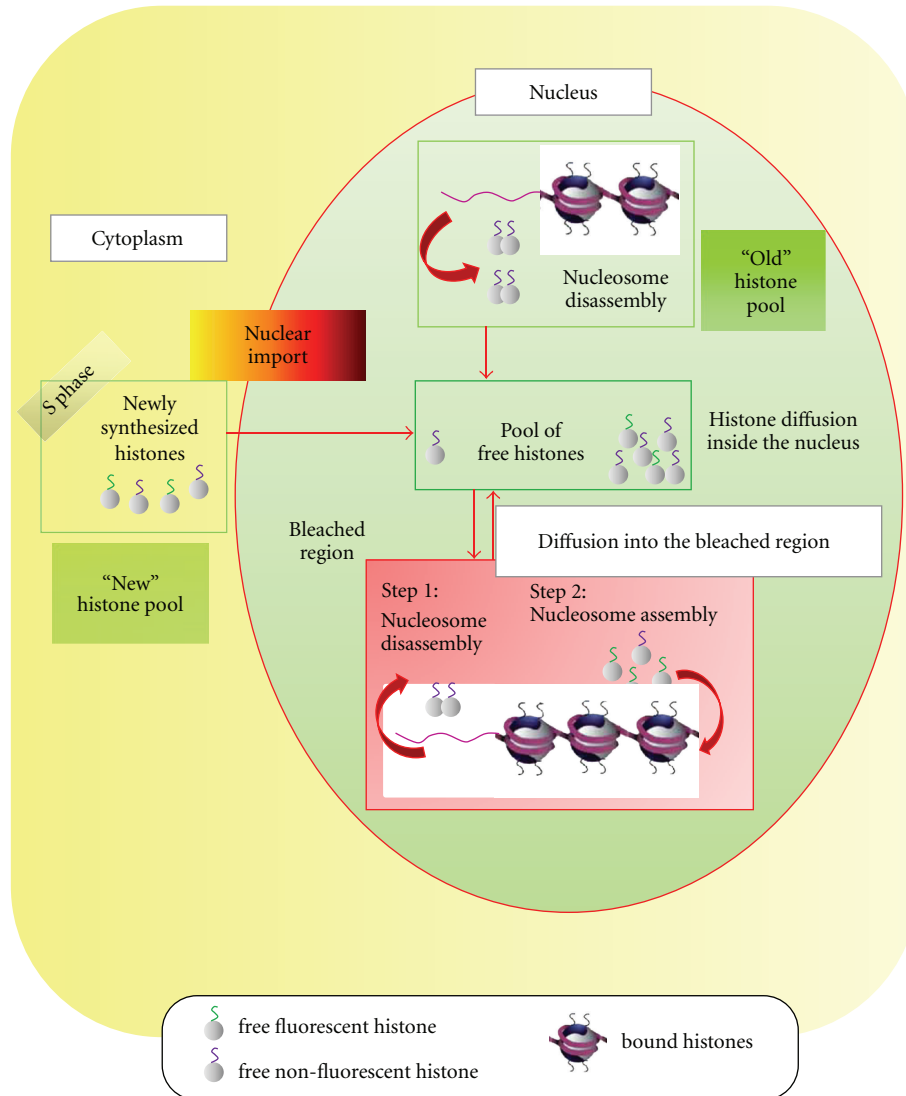 Nucleus
Cytoplasm
Nucleosome
disassembly
"Old"
histone
pool
Nuclear
import
S phase
Newly
synthesized
histones
Pool of
free histones
Histone diffusion
inside the nucleus
"New"
histone pool
Bleached
region
Diffusion into the bleached region
Step 1:
Nucleosome
disassembly
Step 2:
Nucleosome assembly
free fluorescent histone
free non-fluorescent histone
bound histones